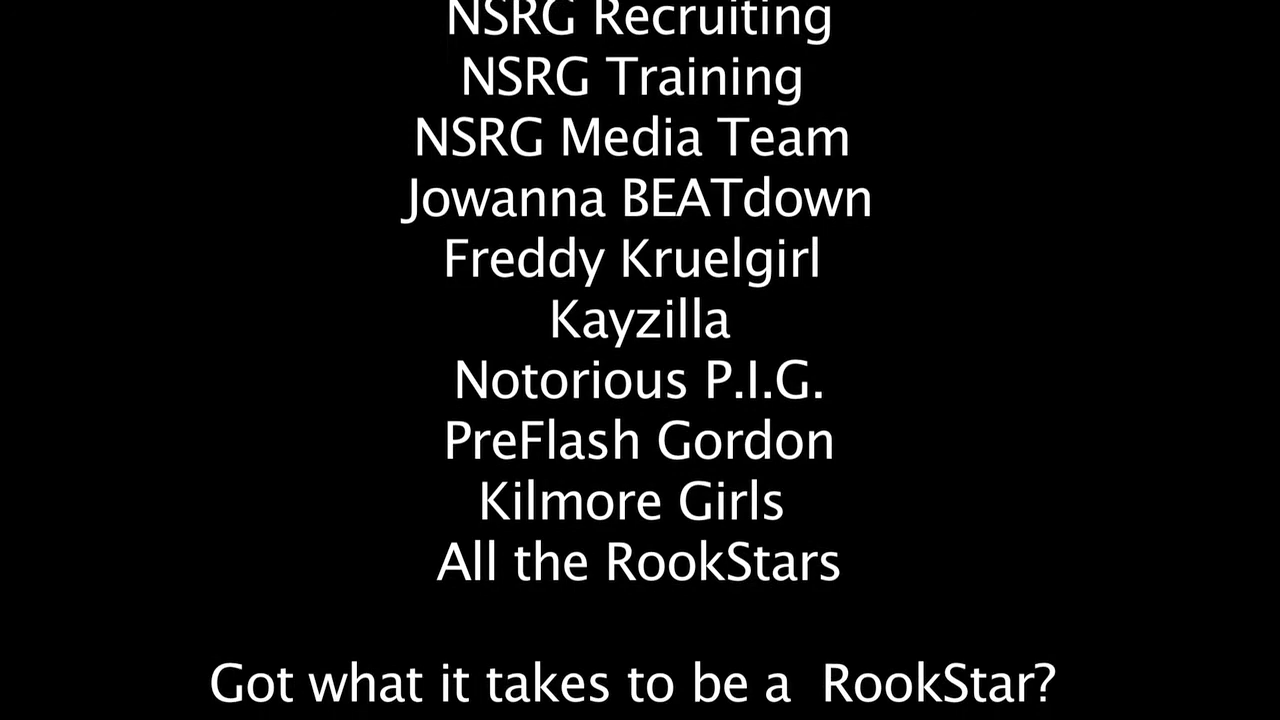 NSRG Recruiting
NSRG Training
NSRG Media Team
Jowanna BEATdown
Freddy Kruelgirl
Kayzilla
Notorious P.I.G.
PreFlash Gordon
Kilmore Girls
All the RookStars
Got what it takes to be a  RookStar?